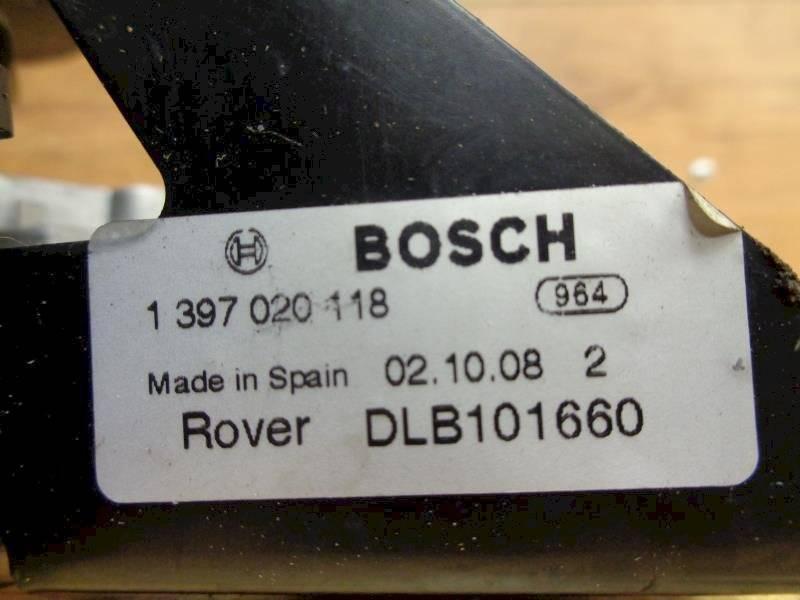 BOSCH
1 397 020 118 964
Made in Spain 02.10.08 2
Rover DLB101660